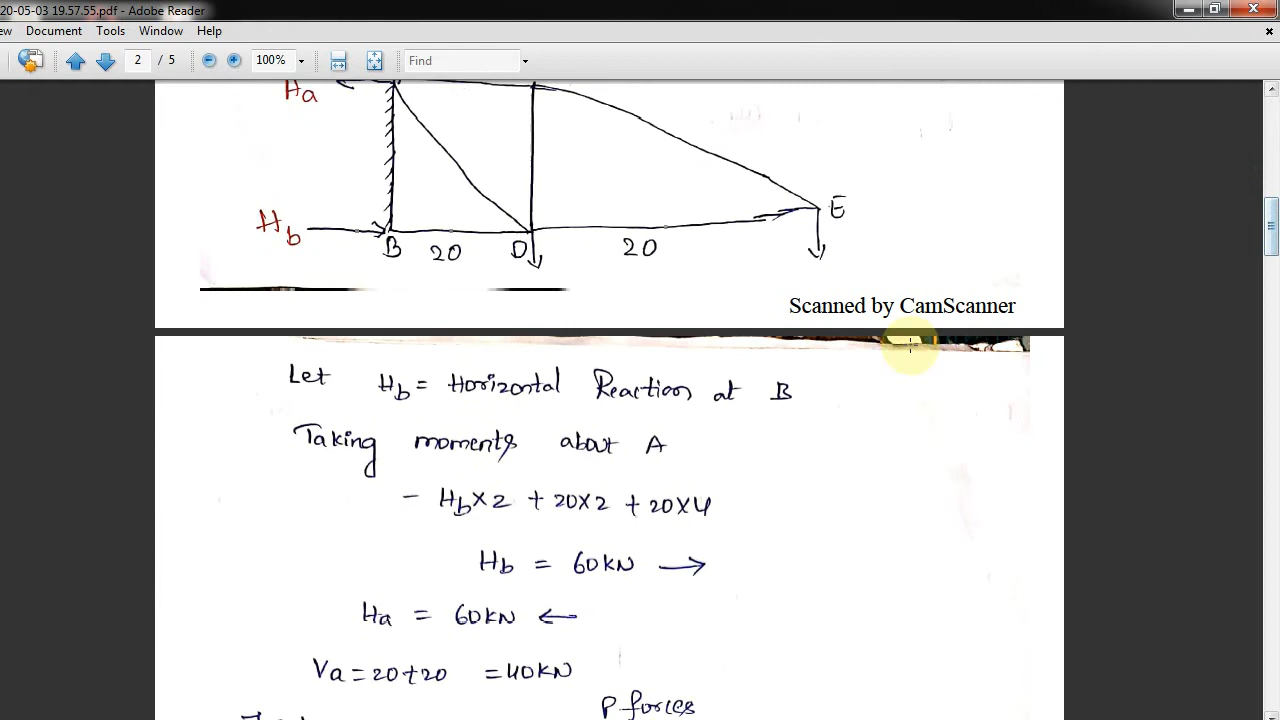 20-05-03 19.57.55.pdf - Adobe Reader
ew Document Tools Window Help
2 / 5 100% Find
Ha
Hb
B 20 D 20 E
Scanned by CamScanner
Let Hb = Horizontal Reaction at B
Taking moments about A
- Hb×2 + 20×2 + 20×4
Hb = 60kN →
Ha = 60kN ←
Va = 20+20 = 40kN
P forces